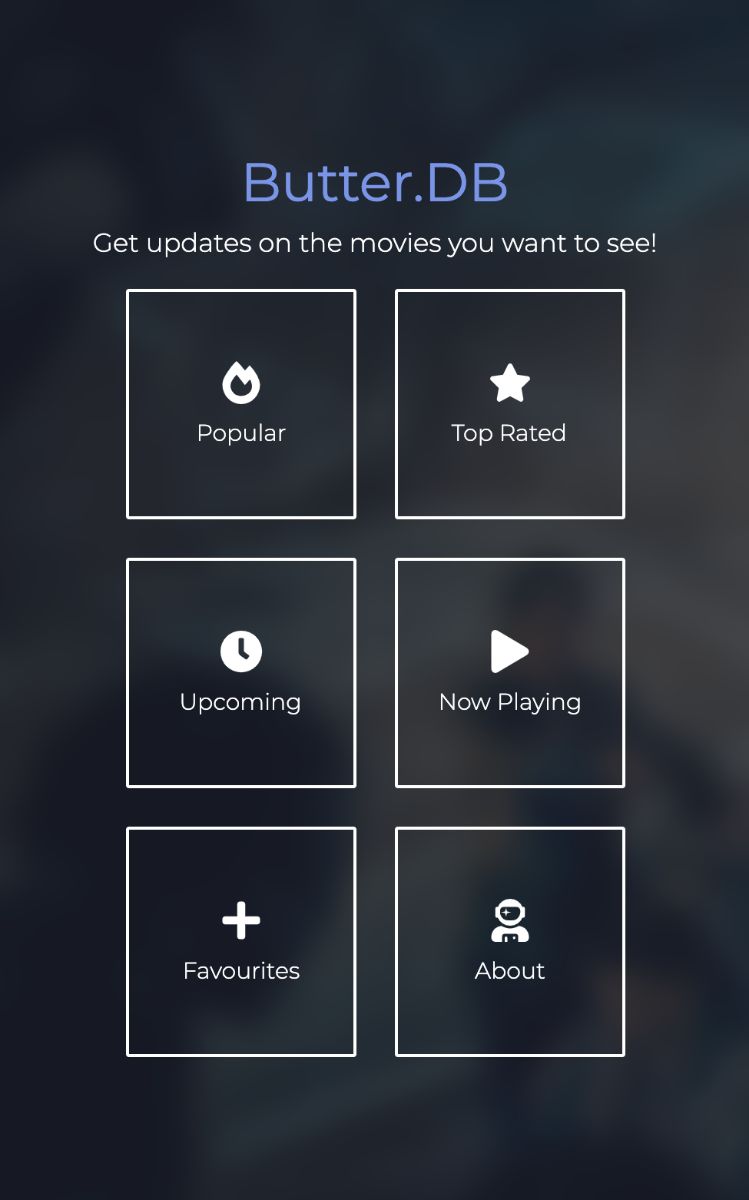 Butter.DB
Get updates on the movies you want to see!
Popular
Top Rated
Upcoming
Now Playing
Favourites
About